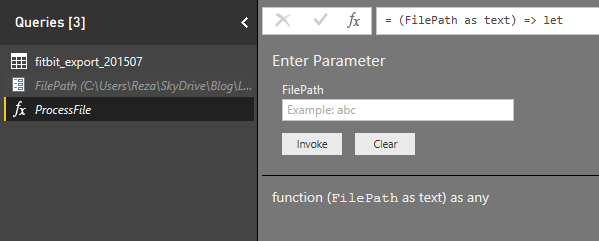 Queries [3]
fitbit_export_201507
FilePath (C:\Users\Reza\SkyDrive\Blog\L...
ProcessFile
fx
= (FilePath as text) => let
Enter Parameter
FilePath
Example: abc
Invoke
Clear
function (FilePath as text) as any